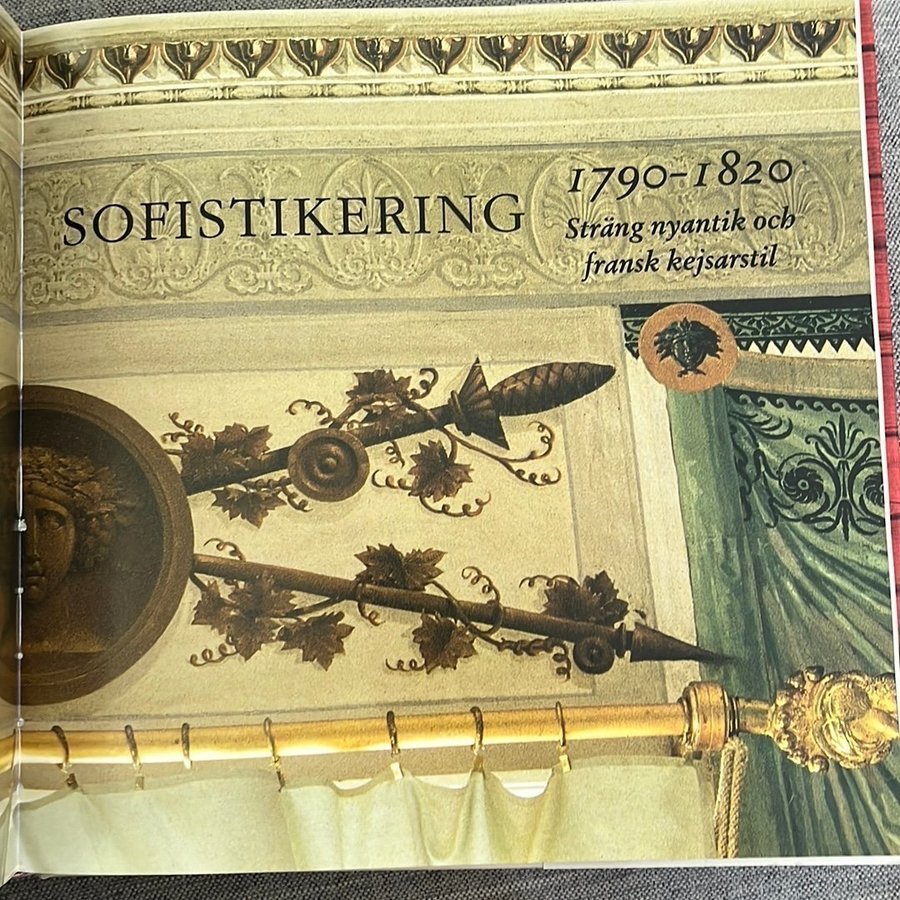 SOFISTIKERING
1790–1820
Sträng nyantik och
fransk kejsarstil